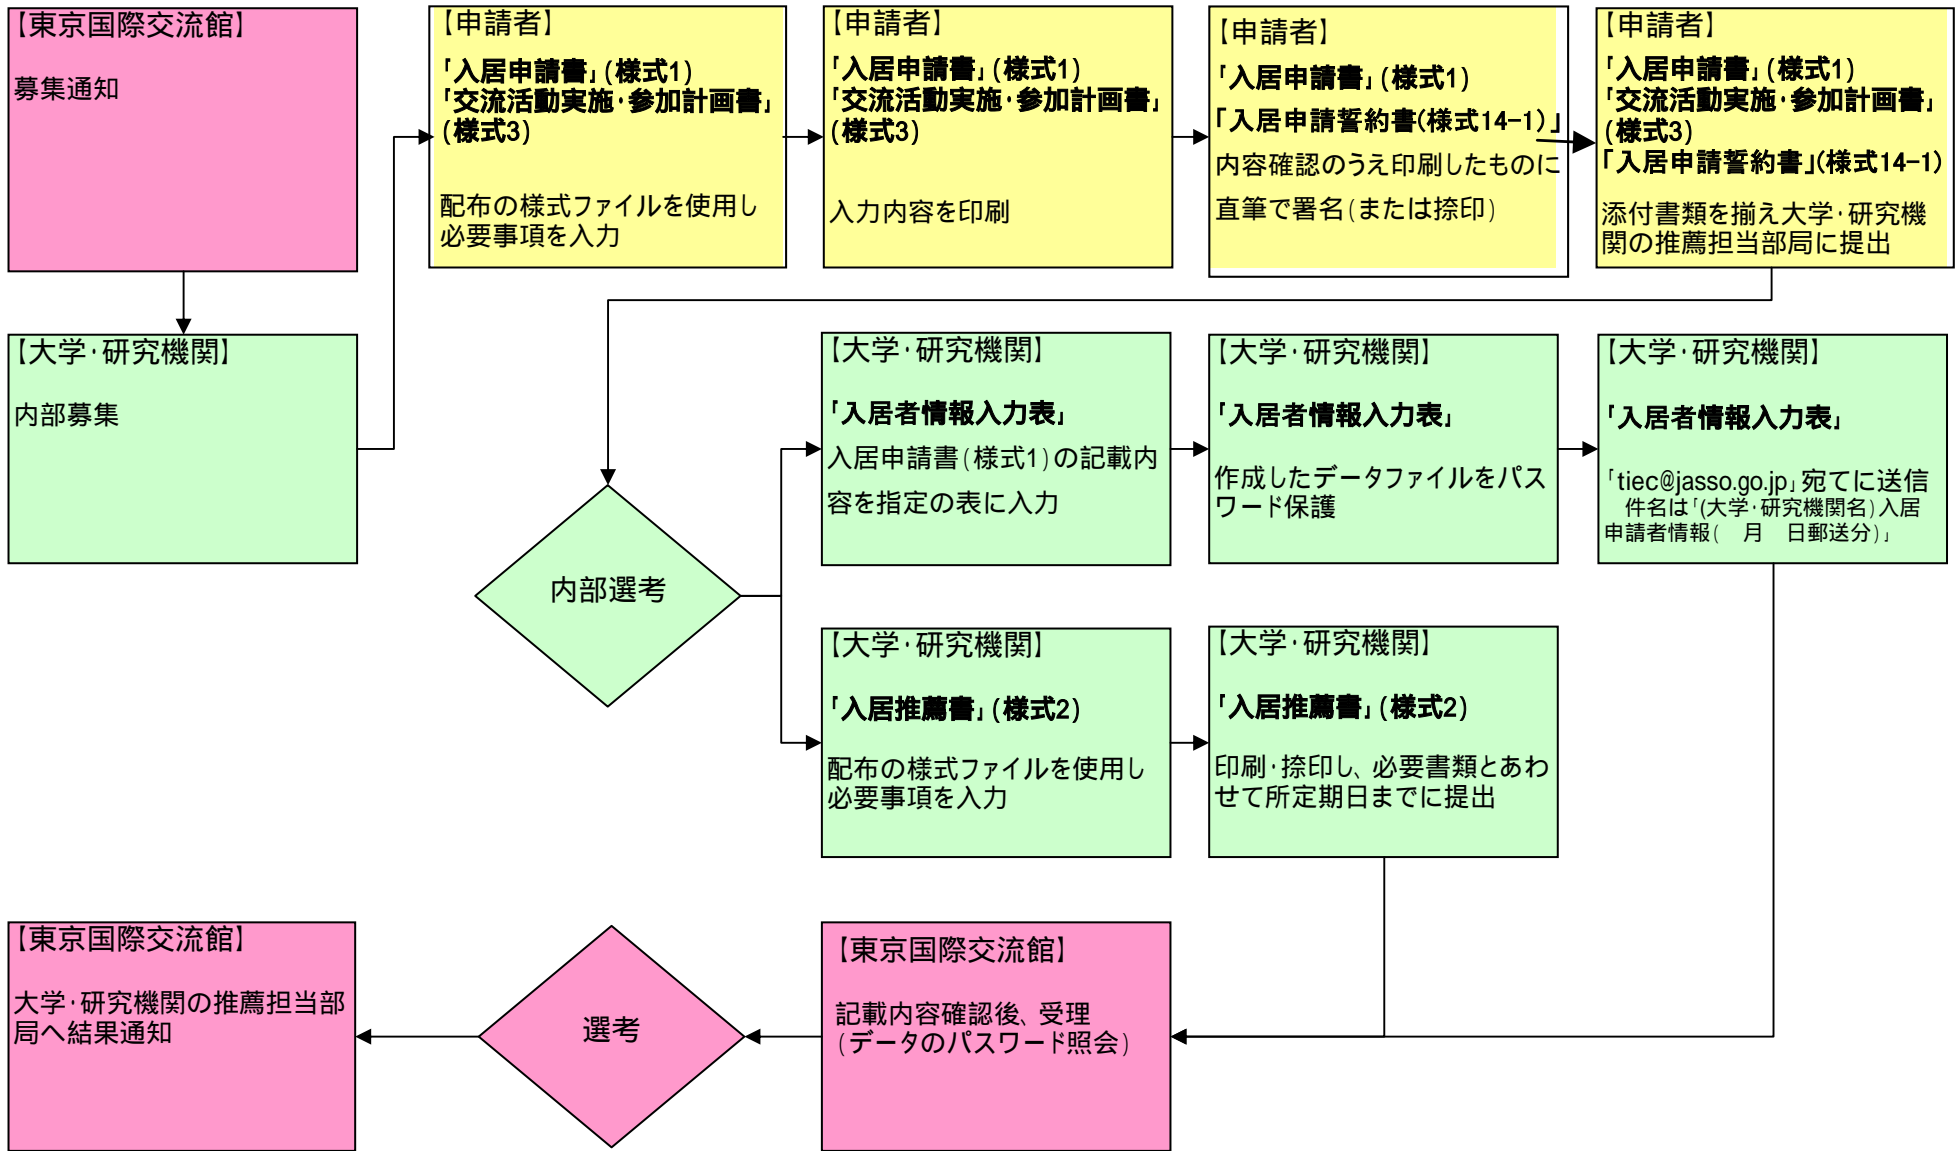 【東京国際交流館】
募集通知
【申請者】
「入居申請書」(様式1)
「交流活動実施・参加計画書」
(様式3)
配布の様式ファイルを使用し
必要事項を入力
【申請者】
「入居申請書」(様式1)
「交流活動実施・参加計画書」
(様式3)
入力内容を印刷
【申請者】
「入居申請書」(様式1)
「入居申請誓約書(様式14-1)」
内容確認のうえ印刷したものに
直筆で署名(または捺印)
【申請者】
「入居申請書」(様式1)
「交流活動実施・参加計画書」
(様式3)
「入居申請誓約書」(様式14-1)
添付書類を揃え大学・研究機
関の推薦担当部局に提出
【大学・研究機関】
内部募集
内部選考
【大学・研究機関】
「入居者情報入力表」
入居申請書(様式1)の記載内
容を指定の表に入力
【大学・研究機関】
「入居者情報入力表」
作成したデータファイルをパス
ワード保護
【大学・研究機関】
「入居者情報入力表」
「tiec@jasso.go.jp」宛てに送信
件名は「(大学・研究機関名)入居
申請者情報(　月　日郵送分)」
【大学・研究機関】
「入居推薦書」(様式2)
配布の様式ファイルを使用し
必要事項を入力
【大学・研究機関】
「入居推薦書」(様式2)
印刷・捺印し、必要書類とあわ
せて所定期日までに提出
【東京国際交流館】
記載内容確認後、受理
(データのパスワード照会)
選考
【東京国際交流館】
大学・研究機関の推薦担当部
局へ結果通知